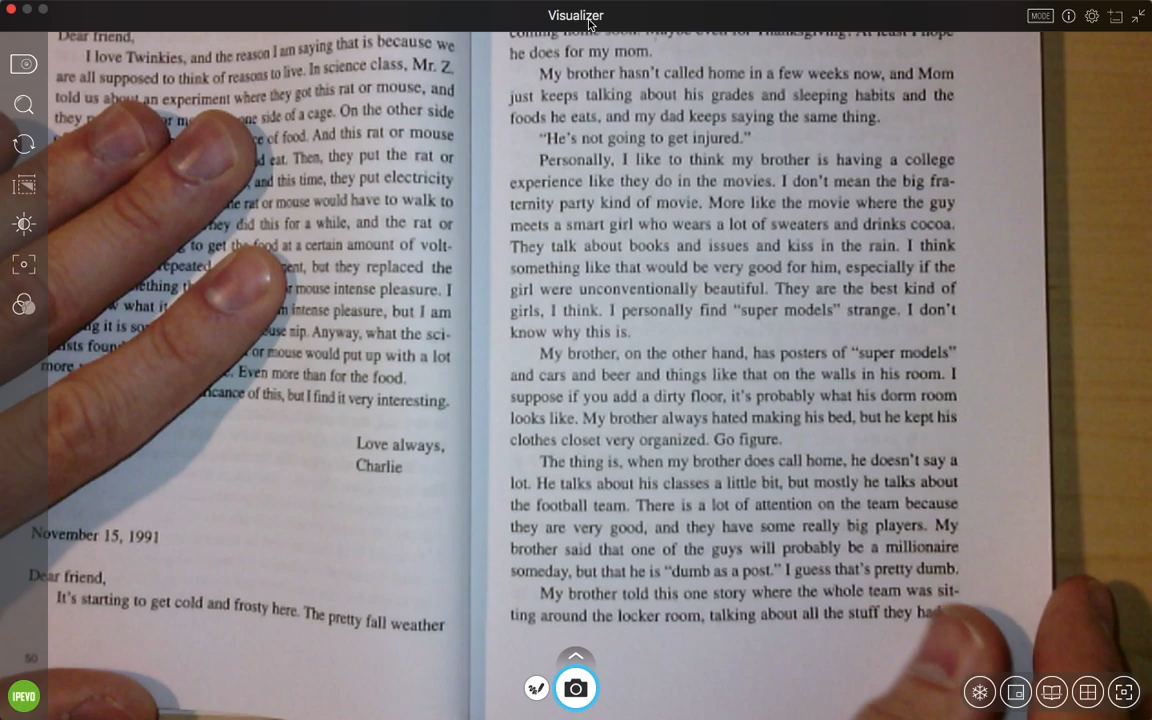 Visualizer
MODE
Dear friend,
I love Twinkies, and the reason I am saying that is because we
are all supposed to think of reasons to live. In science class, Mr. Z.
told us about an experiment where they got this rat or mouse, and
they one side of a cage. On the other side
of food. And this rat or mouse
eat. Then, they put the rat or
and this time, they put electricity
rat or mouse would have to walk to
they did this for a while, and the rat or
to get the food at a certain amount of volt-
repeated but they replaced the
mouse intense pleasure. I
what it intense pleasure, but I am
it is nip. Anyway, what the sci-
found or mouse would put up with a lot
more Even more than for the food.
but I find it very interesting.
Love always,
Charlie
November 15, 1991
Dear friend,
It's starting to get cold and frosty here. The pretty fall weather
50
he does for my mom.
My brother hasn't called home in a few weeks now, and Mom
just keeps talking about his grades and sleeping habits and the
foods he eats, and my dad keeps saying the same thing.
“He's not going to get injured.”
Personally, I like to think my brother is having a college
experience like they do in the movies. I don't mean the big fra-
ternity party kind of movie. More like the movie where the guy
meets a smart girl who wears a lot of sweaters and drinks cocoa.
They talk about books and issues and kiss in the rain. I think
something like that would be very good for him, especially if the
girl were unconventionally beautiful. They are the best kind of
girls, I think. I personally find “super models” strange. I don't
know why this is.
My brother, on the other hand, has posters of “super models”
and cars and beer and things like that on the walls in his room. I
suppose if you add a dirty floor, it's probably what his dorm room
looks like. My brother always hated making his bed, but he kept his
clothes closet very organized. Go figure.
The thing is, when my brother does call home, he doesn't say a
lot. He talks about his classes a little bit, but mostly he talks about
the football team. There is a lot of attention on the team because
they are very good, and they have some really big players. My
brother said that one of the guys will probably be a millionaire
someday, but that he is “dumb as a post.” I guess that's pretty dumb.
My brother told this one story where the whole team was sit-
ting around the locker room, talking about all the stuff they had
IPEVO